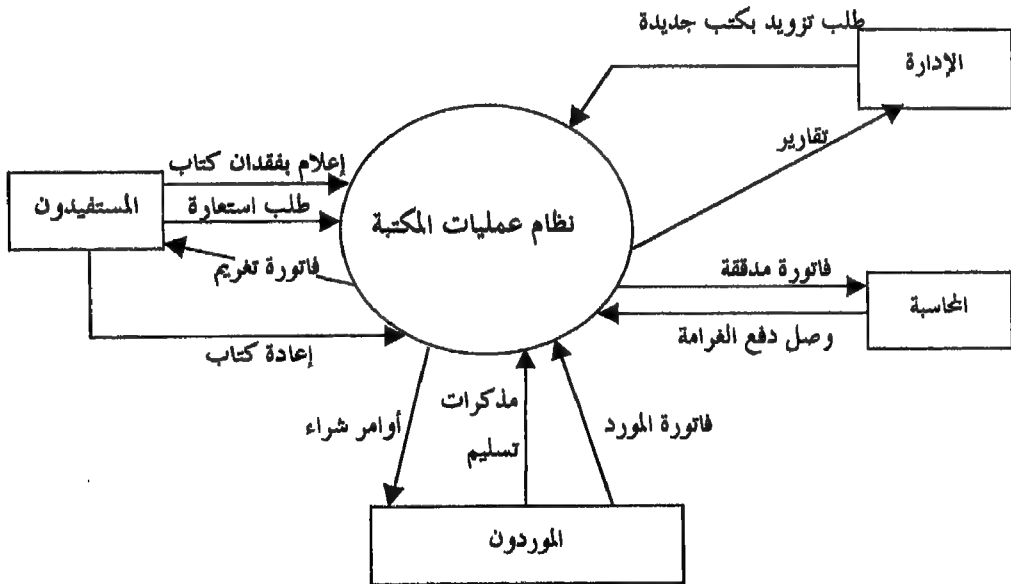 طلب تزويد بكتب جديدة
الإدارة
تقارير
إعلام بفقدان كتاب
المستفيدون
طلب استعارة
نظام عمليات المكتبة
فاتورة تغريم
فاتورة مدققة
المحاسبة
وصل دفع الغرامة
إعادة كتاب
أوامر شراء
مذكرات
تسليم
فاتورة المورد
الموردون